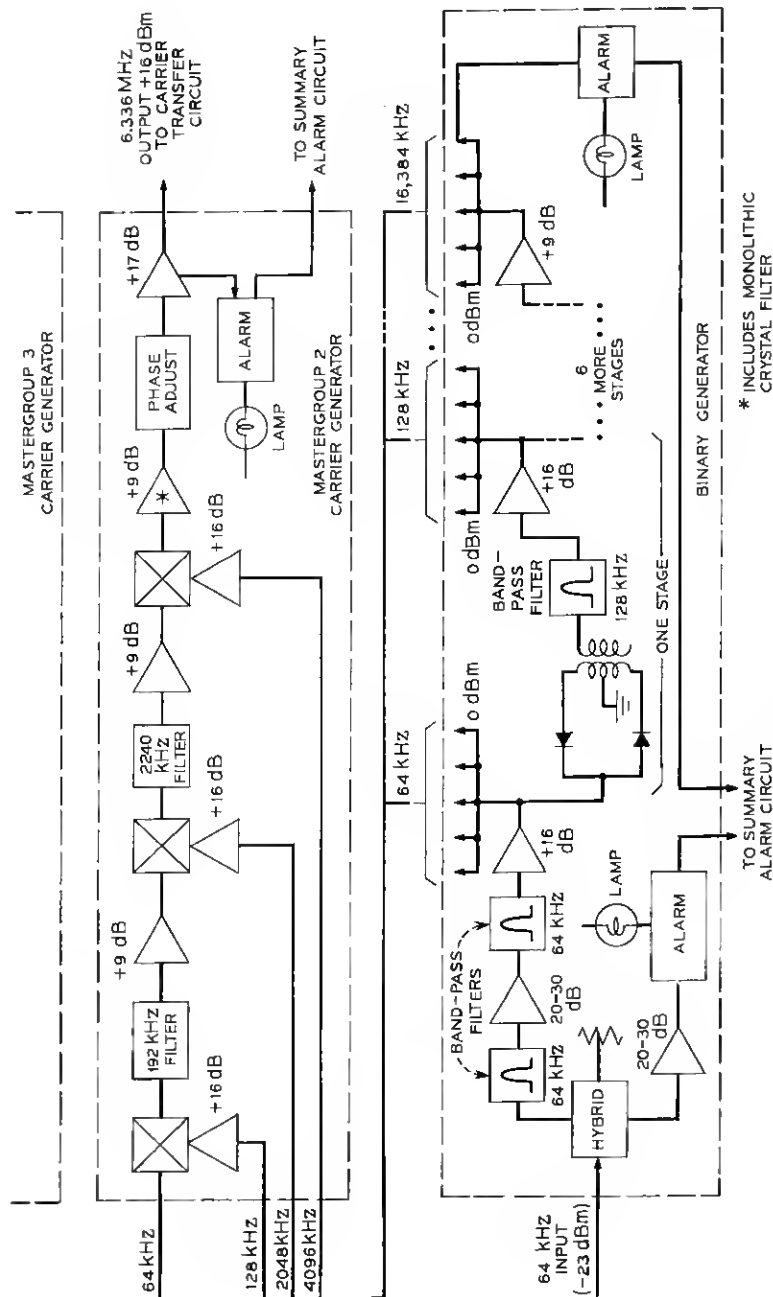 MASTERGROUP 3
CARRIER GENERATOR
64 kHz
128 kHz
2048 kHz
4096 kHz
+16 dB
192 kHz
FILTER
+9 dB
+16 dB
2240
kHz
FILTER
+9 dB
+16 dB
*
+9 dB
PHASE
ADJUST
+17 dB
ALARM
LAMP
MASTERGROUP 2
CARRIER GENERATOR
6.336 MHz
OUTPUT +16 dBm
TO CARRIER
TRANSFER
CIRCUIT
TO SUMMARY
ALARM CIRCUIT
64 kHz
INPUT
(-23 dBm)
HYBRID
64 kHz
BAND-PASS
FILTERS
20-30
dB
64 kHz
+16
dB
64 kHz
0 dBm
20-30
dB
ALARM
LAMP
TO SUMMARY
ALARM CIRCUIT
BAND-
PASS
FILTER
128 kHz
+16
dB
ONE STAGE
0 dBm
128 kHz
6
MORE
STAGES
0 dBm
16,384 kHz
+9 dB
LAMP
ALARM
BINARY GENERATOR
* INCLUDES MONOLITHIC
CRYSTAL FILTER